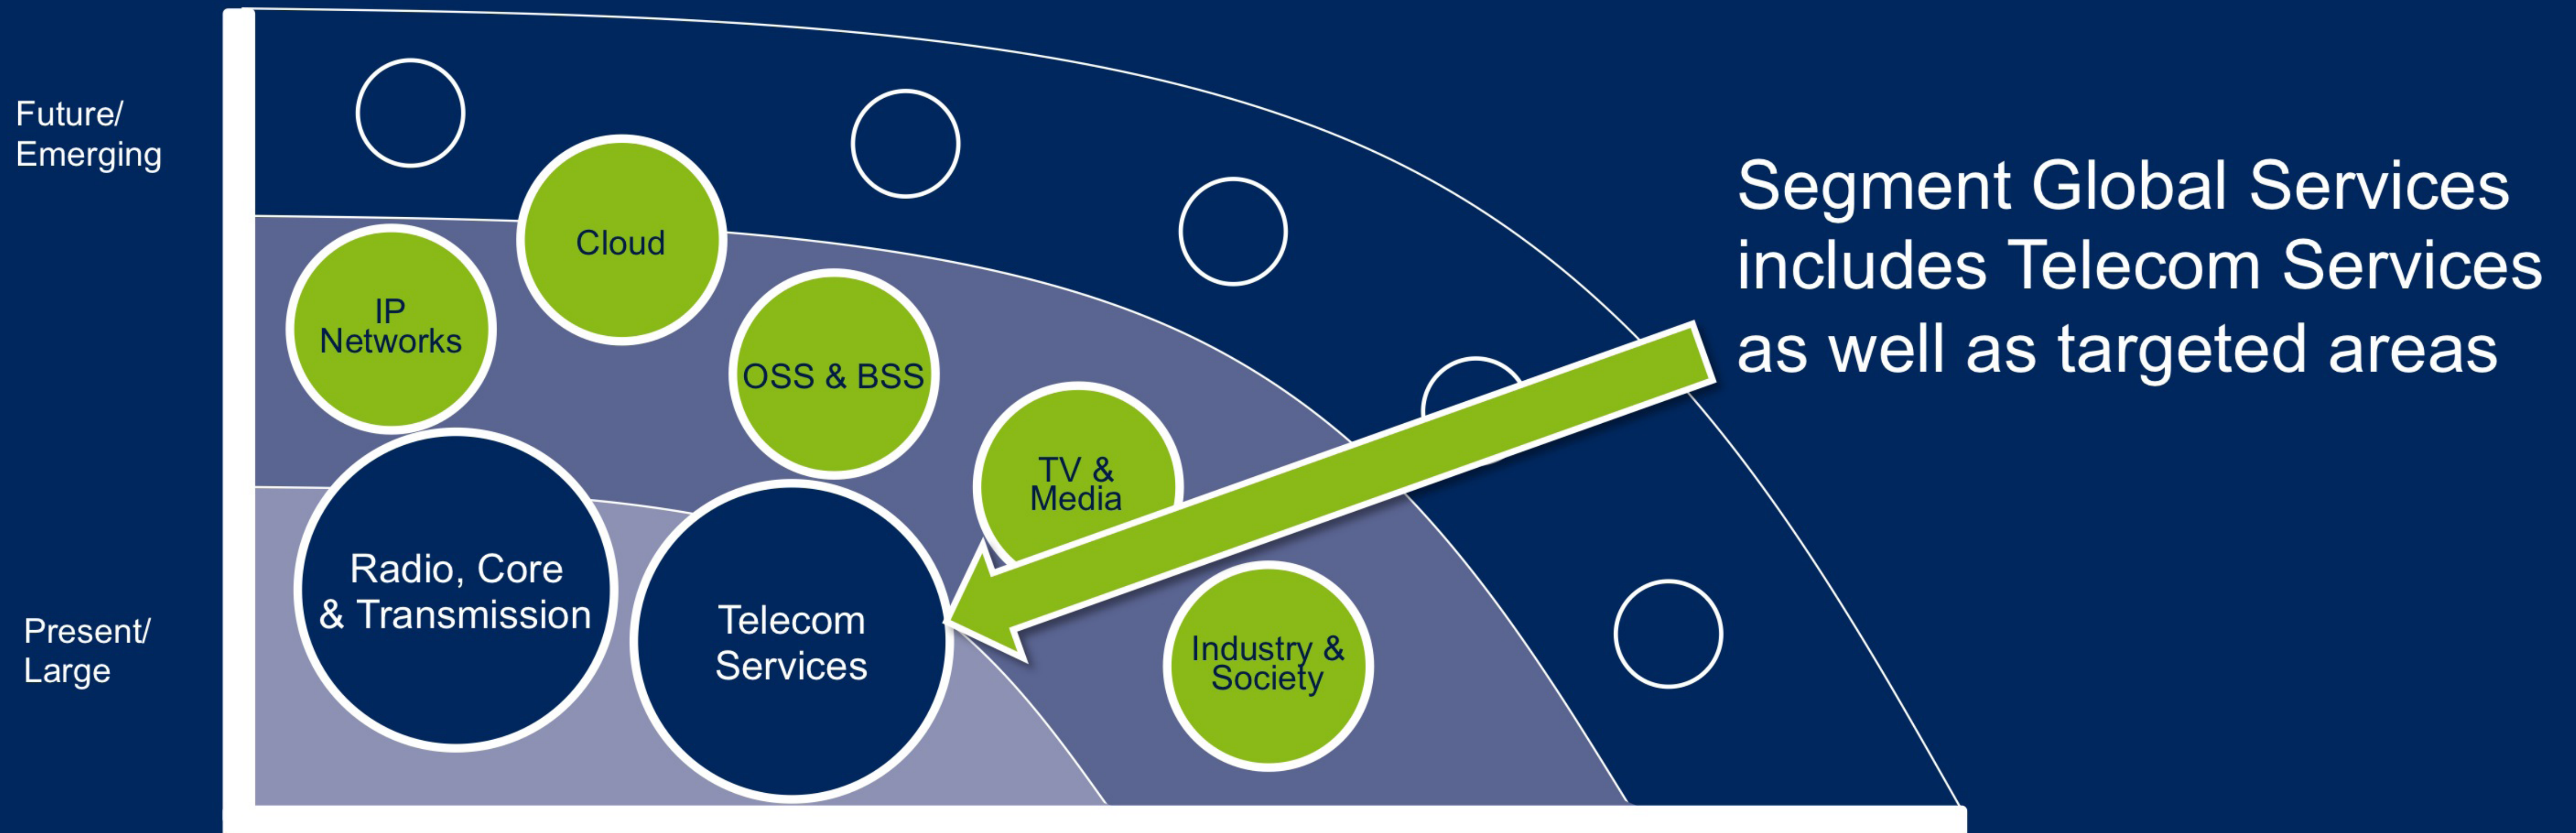 Future/
Emerging
Cloud
IP
Networks
OSS & BSS
TV &
Media
Radio, Core
& Transmission
Telecom
Services
Industry &
Society
Present/
Large
Segment Global Services
includes Telecom Services
as well as targeted areas